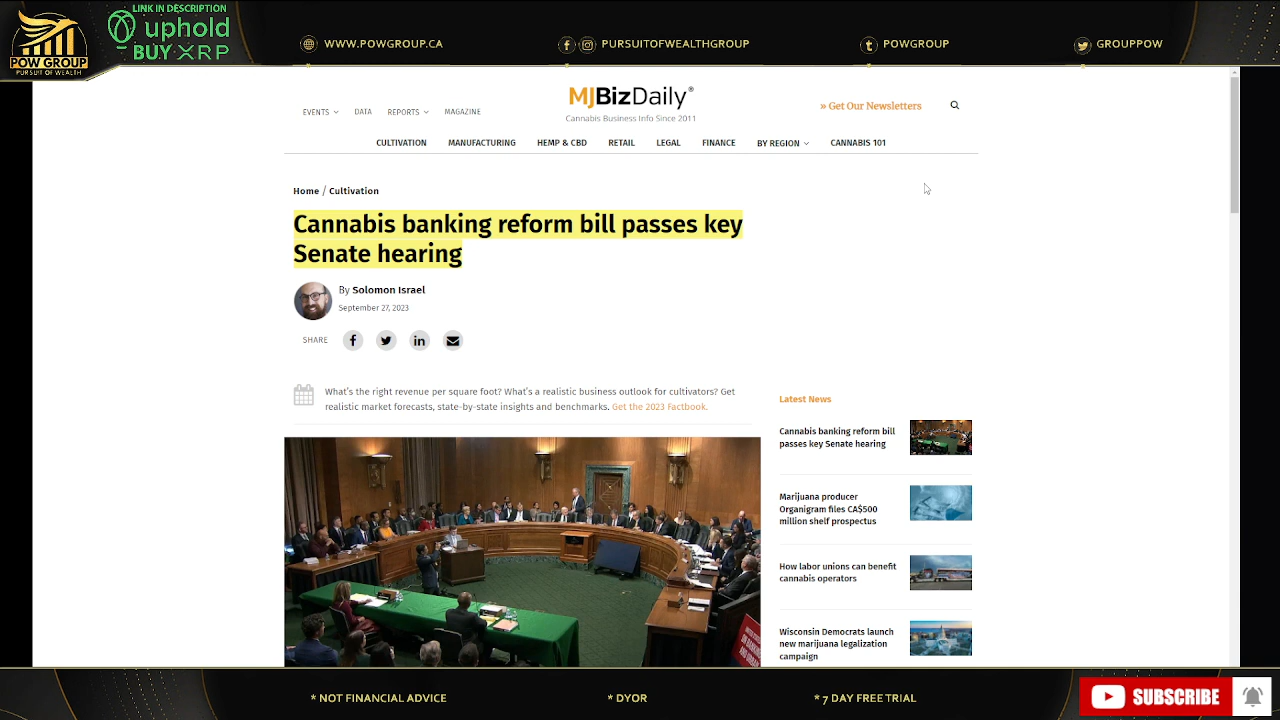 LINK IN DESCRIPTION
uphold
BUY XRP
POW GROUP
PURSUIT OF WEALTH
WWW.POWGROUP.CA
PURSUITOFWEALTHGROUP
POWGROUP
GROUPPOW
EVENTS
DATA
REPORTS
MAGAZINE
MJBizDaily®
Cannabis Business Info Since 2011
» Get Our Newsletters
CULTIVATION
MANUFACTURING
HEMP & CBD
RETAIL
LEGAL
FINANCE
BY REGION
CANNABIS 101
Home / Cultivation
Cannabis banking reform bill passes key
Senate hearing
By Solomon Israel
September 27, 2023
SHARE
What's the right revenue per square foot? What's a realistic business outlook for cultivators? Get
realistic market forecasts, state-by-state insights and benchmarks. Get the 2023 Factbook.
Latest News
Cannabis banking reform bill
passes key Senate hearing
Marijuana producer
Organigram files CA$500
million shelf prospectus
How labor unions can benefit
cannabis operators
Wisconsin Democrats launch
new marijuana legalization
campaign
* NOT FINANCIAL ADVICE
* DYOR
* 7 DAY FREE TRIAL
SUBSCRIBE